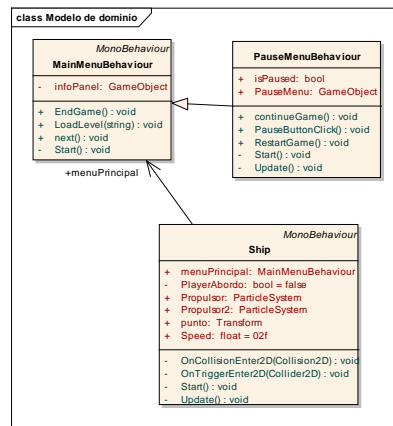 class Modelo de dominio
MonoBehaviour
MainMenuBehaviour
- infoPanel: GameObject
+ EndGame() : void
+ LoadLevel(string) : void
+ next() : void
- Start() : void
PauseMenuBehaviour
+ isPaused: bool
+ PauseMenu: GameObject
+ continueGame() : void
+ PauseButtonClick() : void
+ RestartGame() : void
- Start() : void
- Update() : void
+menuPrincipal
MonoBehaviour
Ship
+ menuPrincipal: MainMenuBehaviour
- PlayerAbordo: bool = false
+ Propulsor: ParticleSystem
+ Propulsor2: ParticleSystem
+ punto: Transform
+ Speed: float = 02f
- OnCollisionEnter2D(Collision2D) : void
- OnTriggerEnter2D(Collider2D) : void
- Start() : void
- Update() : void